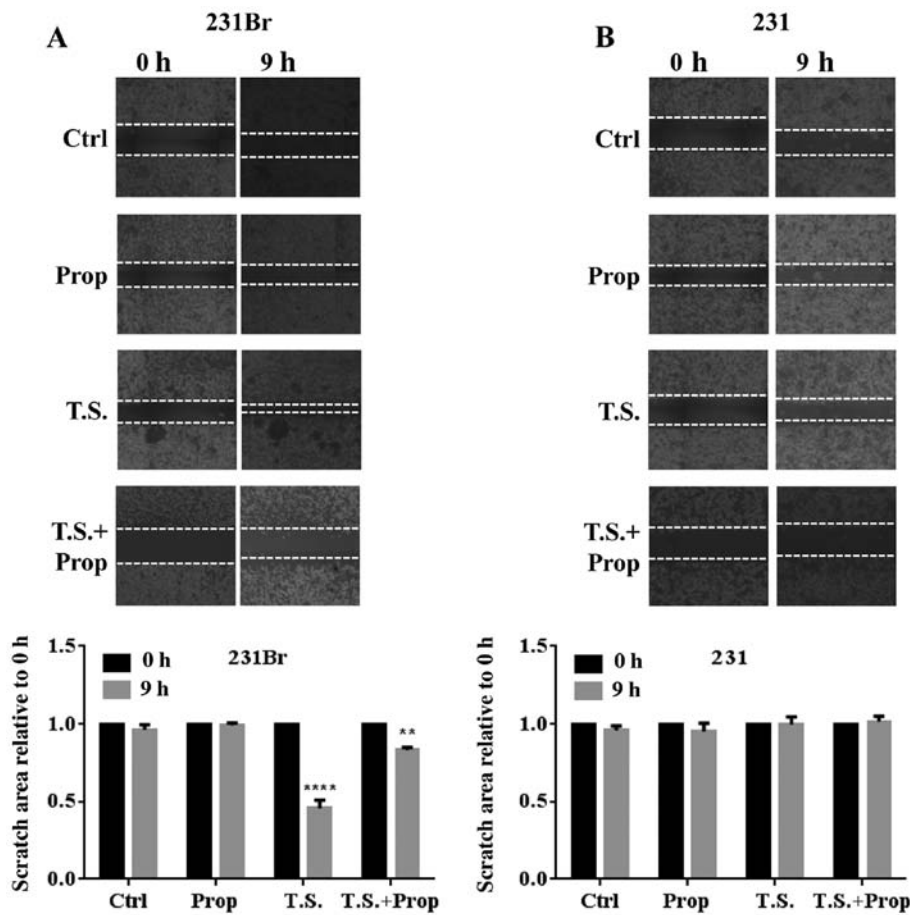 A
231Br
0 h 9 h
Ctrl
Prop
T.S.
T.S.+
Prop
B
231
0 h 9 h
Ctrl
Prop
T.S.
T.S.+
Prop
Scratch area relative to 0 h
1.5
1.0
0.5
0.0
231Br
0 h
9 h
****
**
Ctrl Prop T.S. T.S.+Prop
Scratch area relative to 0 h
1.5
1.0
0.5
0.0
231
0 h
9 h
Ctrl Prop T.S. T.S.+Prop